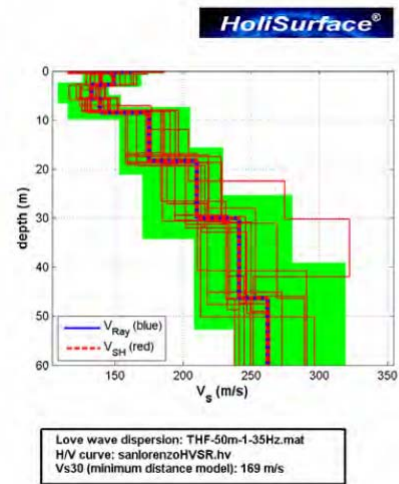 HoliSurface®
0
10
20
30
40
50
60
depth (m)
V_Ray (blue)
V_SH (red)
150
200
250
300
350
V_s (m/s)
Love wave dispersion: THF-50m-1-35Hz.mat
H/V curve: sanlorenzoHVSR.hv
Vs30 (minimum distance model): 169 m/s